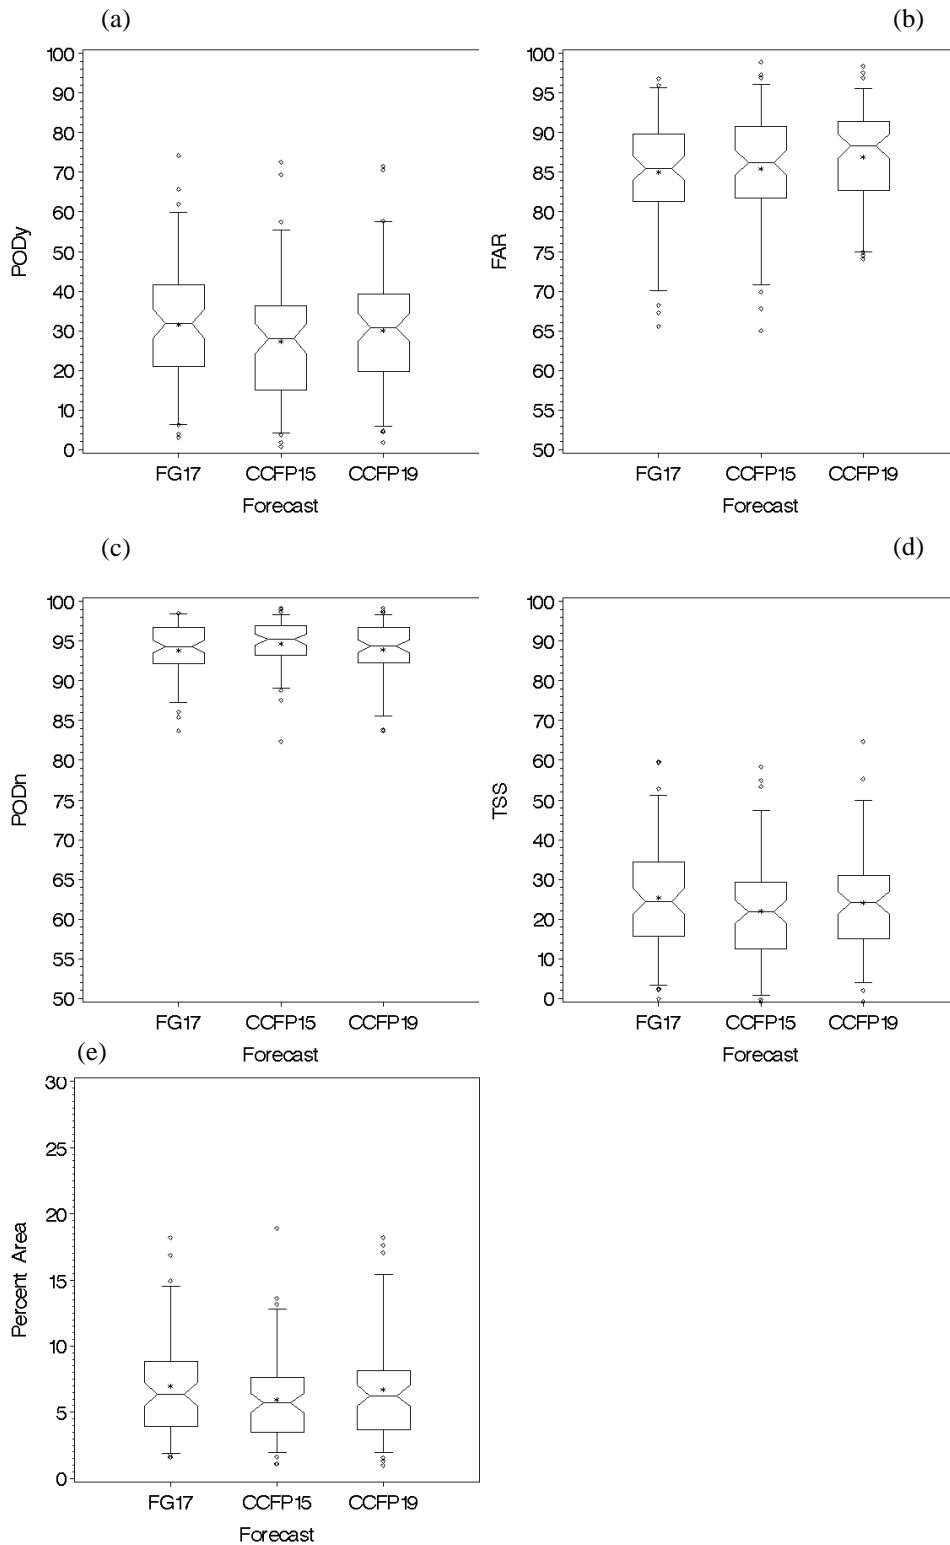 (a)
100
90
80
70
60
50
40
30
20
10
0
PODy
FG17 CCFP15 CCFP19
Forecast
(b)
100
95
90
85
80
75
70
65
60
55
50
FAR
FG17 CCFP15 CCFP19
Forecast
(c)
100
95
90
85
80
75
70
65
60
55
50
PODn
FG17 CCFP15 CCFP19
Forecast
(d)
100
90
80
70
60
50
40
30
20
10
0
TSS
FG17 CCFP15 CCFP19
Forecast
(e)
30
25
20
15
10
5
0
Percent Area
FG17 CCFP15 CCFP19
Forecast